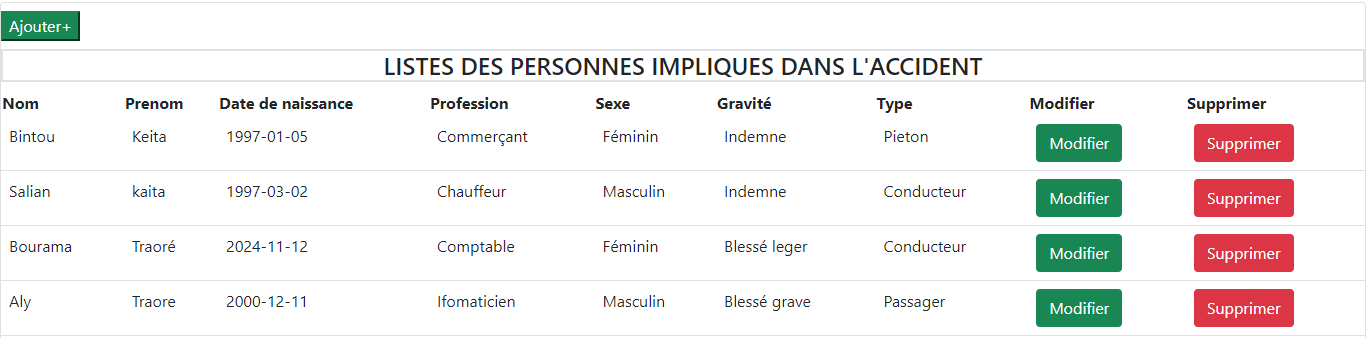 Ajouter+
LISTES DES PERSONNES IMPLIQUES DANS L'ACCIDENT
Nom Prenom Date de naissance Profession Sexe Gravité Type Modifier Supprimer
Bintou Keita 1997-01-05 Commerçant Féminin Indemne Pieton Modifier Supprimer
Salian kaita 1997-03-02 Chauffeur Masculin Indemne Conducteur Modifier Supprimer
Bourama Traoré 2024-11-12 Comptable Féminin Blessé leger Conducteur Modifier Supprimer
Aly Traore 2000-12-11 Ifomaticien Masculin Blessé grave Passager Modifier Supprimer